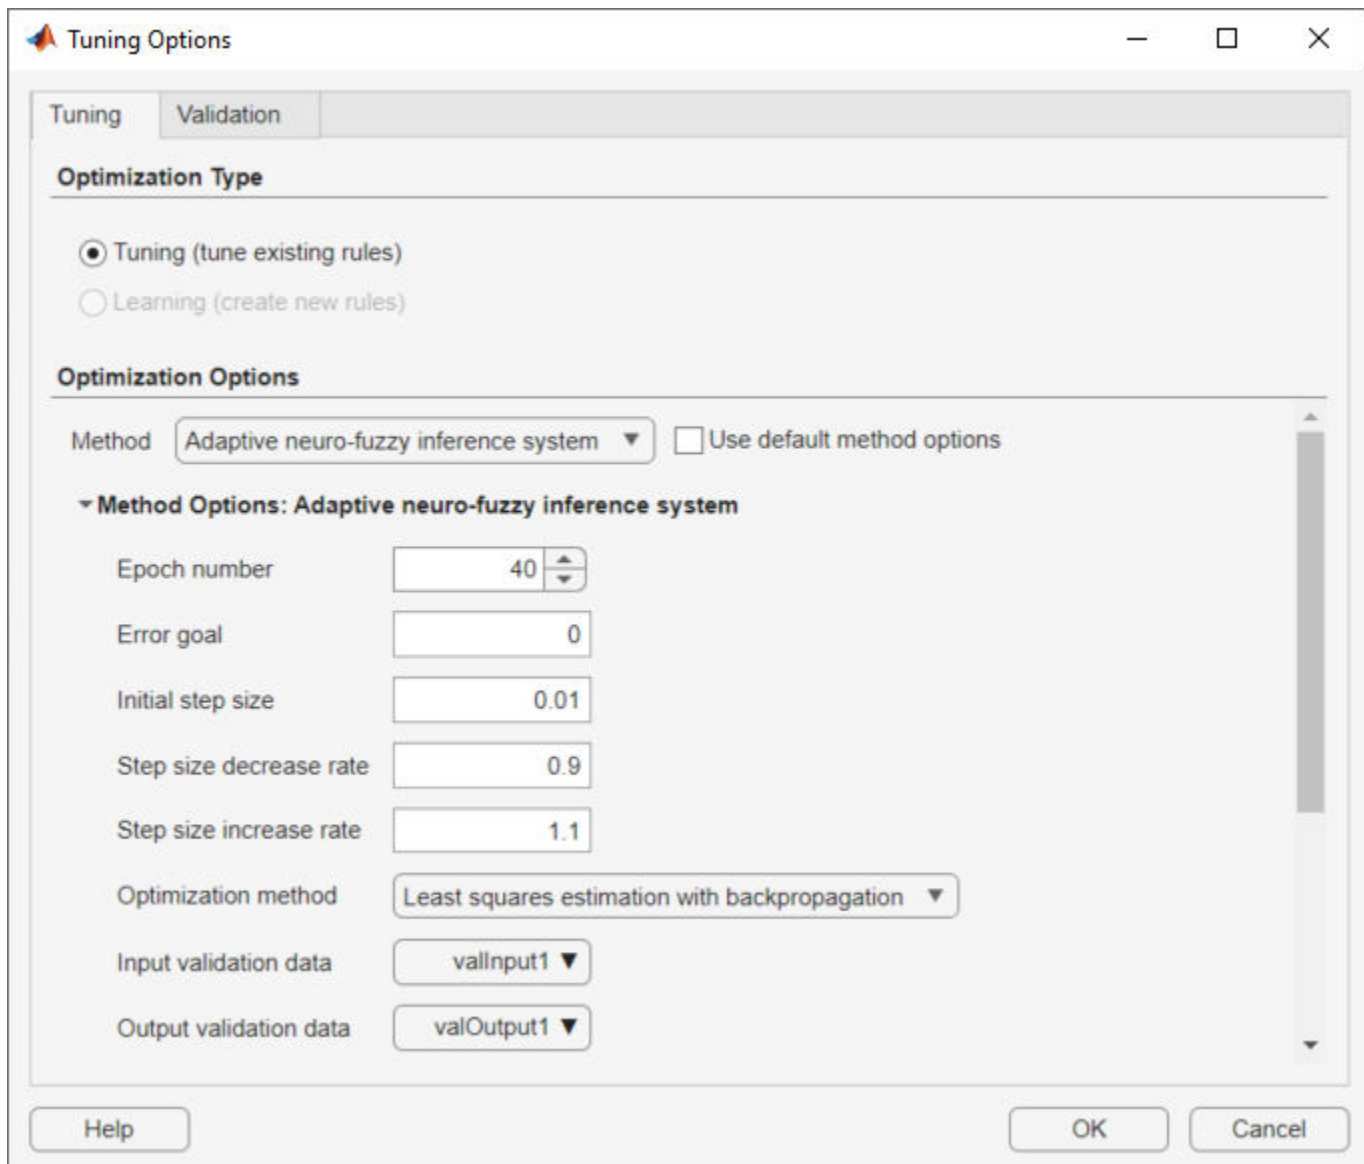 Tuning Options
Tuning Validation
Optimization Type
Tuning (tune existing rules)
Learning (create new rules)
Optimization Options
Method Adaptive neuro-fuzzy inference system Use default method options
Method Options: Adaptive neuro-fuzzy inference system
Epoch number 40
Error goal 0
Initial step size 0.01
Step size decrease rate 0.9
Step size increase rate 1.1
Optimization method Least squares estimation with backpropagation
Input validation data valInput1
Output validation data valOutput1
Help OK Cancel